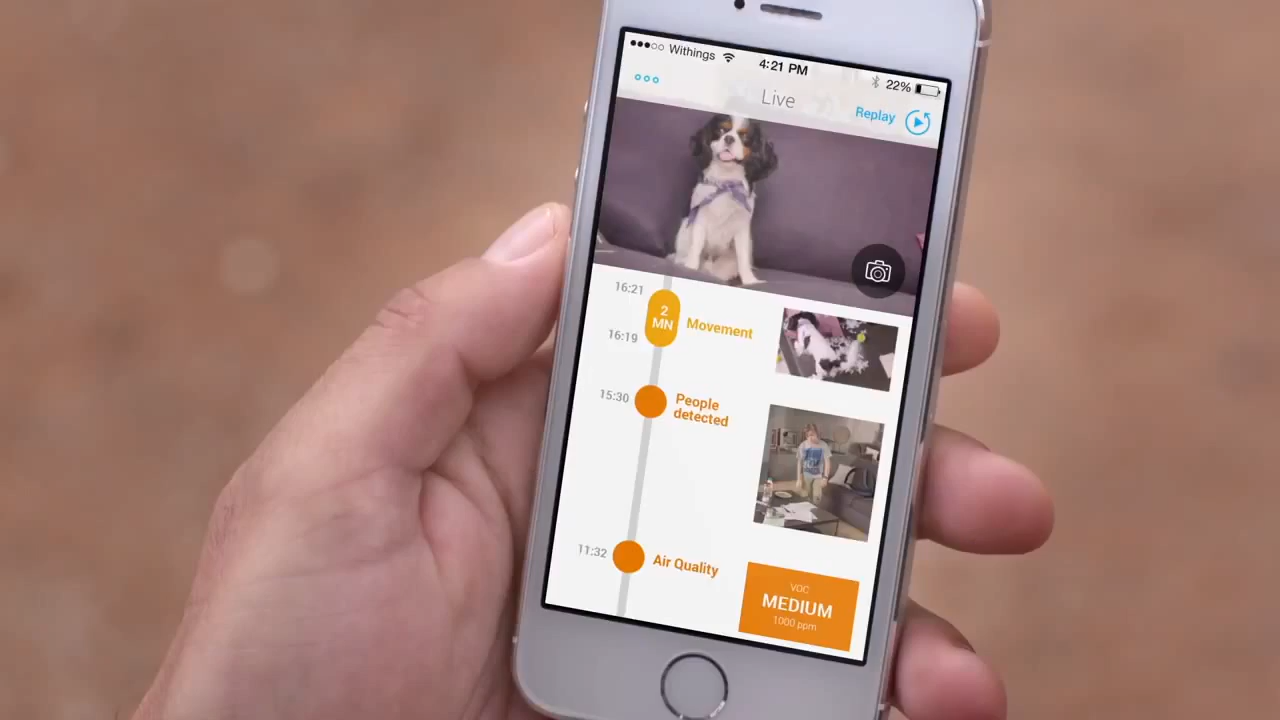 Withings
4:21 PM
22%
Live
Replay
16:21
2
MN
Movement
16:19
15:30
People
detected
11:32
Air Quality
VOC
MEDIUM
1000 ppm